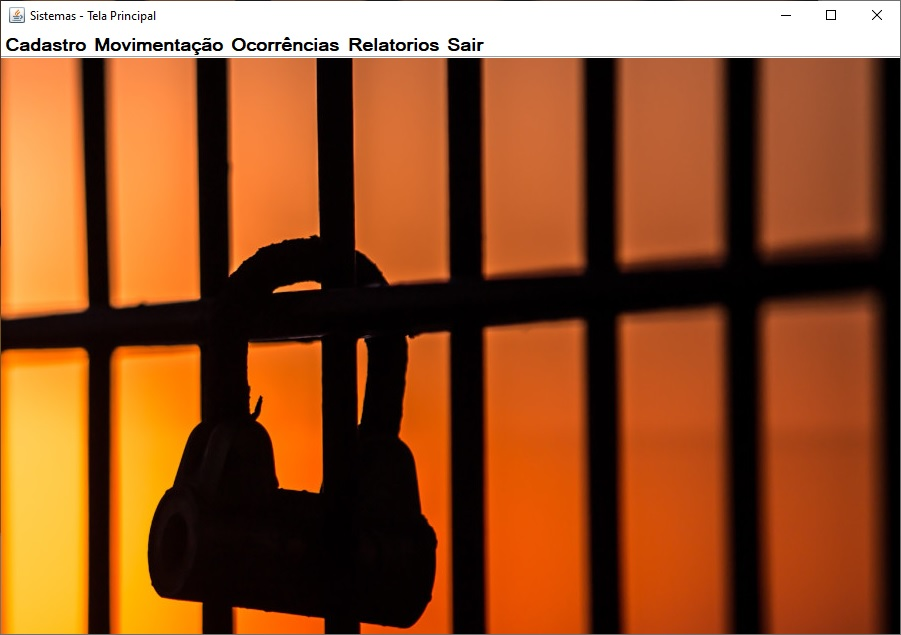 Sistemas - Tela Principal
Cadastro Movimentação Ocorrências Relatorios Sair